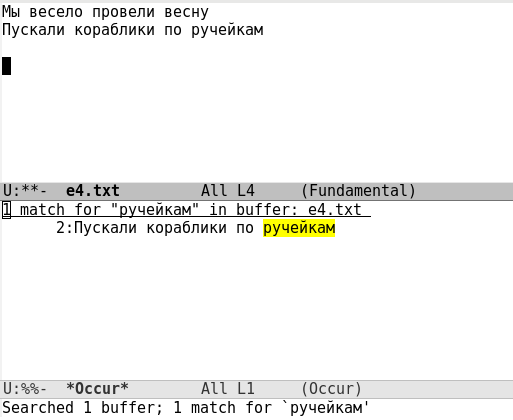 Мы весело провели весну
Пускали кораблики по ручейкам
U:**-  e4.txt         All L4     (Fundamental)
1 match for "ручейкам" in buffer: e4.txt
      2:Пускали кораблики по ручейкам
U:%%-  *Occur*        All L1     (Occur)
Searched 1 buffer; 1 match for `ручейкам'